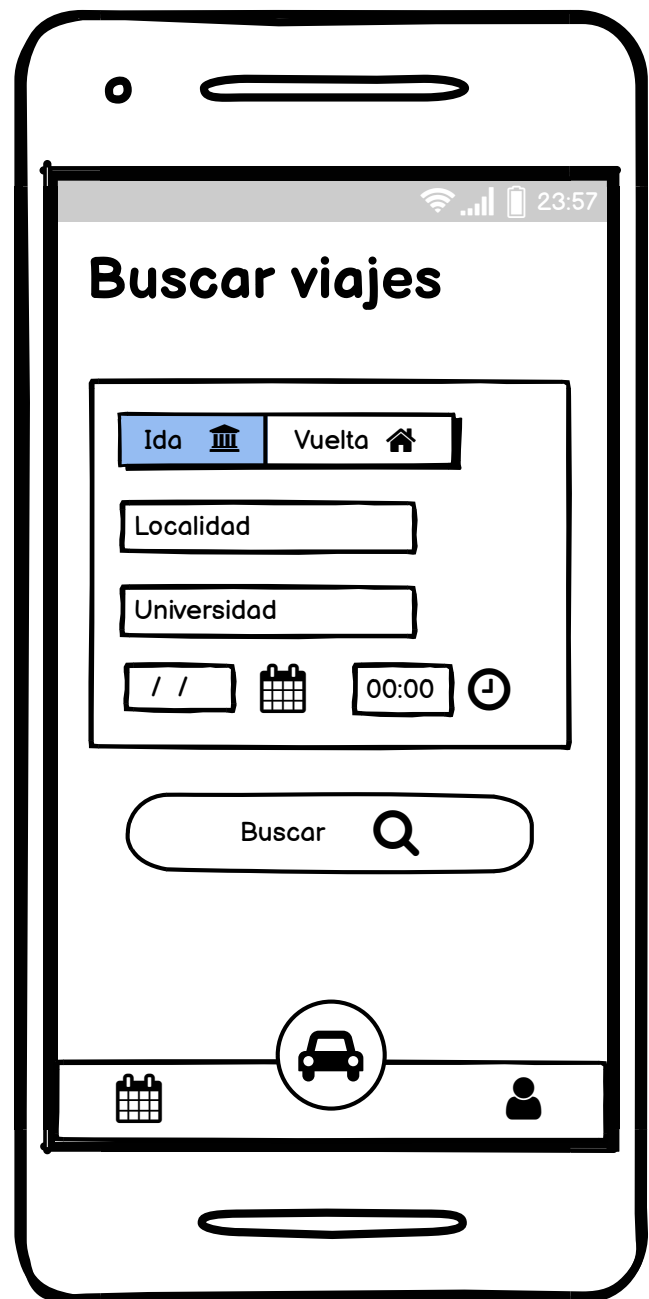 23:57
Buscar viajes
Ida Vuelta
Localidad
Universidad
/ / 00:00
Buscar